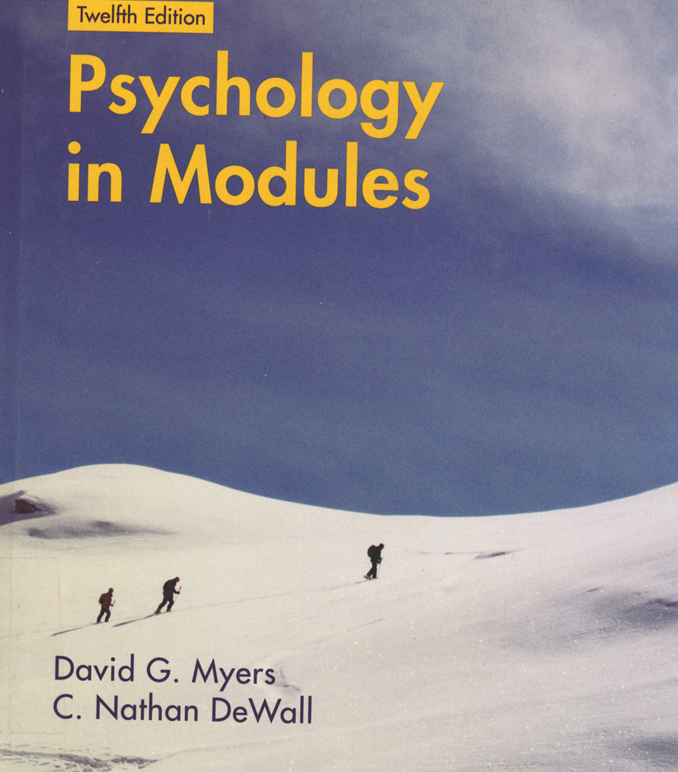 Twelfth Edition
Psychology
in Modules
David G. Myers
C. Nathan DeWall